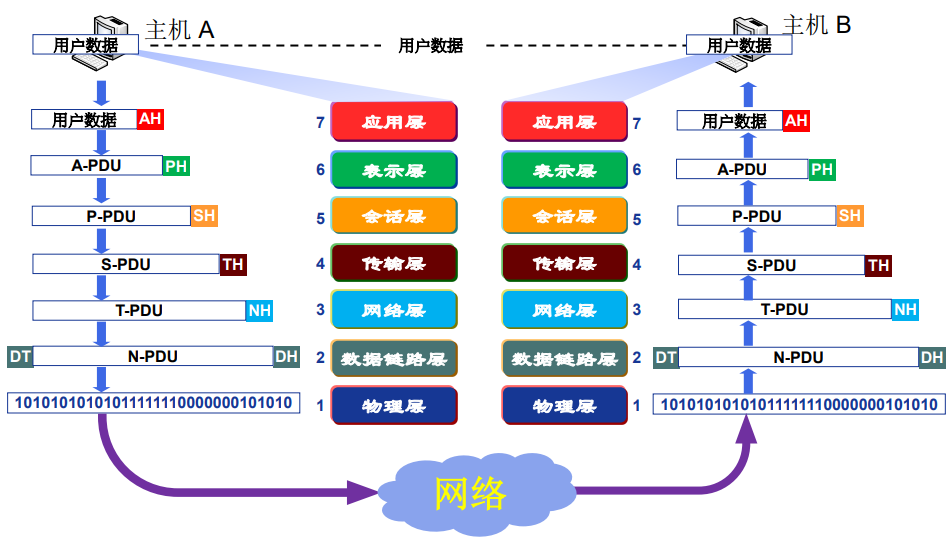 主机 A
主机 B
用户数据
用户数据
用户数据
用户数据 AH
7 应用层
应用层 7
用户数据 AH
A-PDU PH
6 表示层
表示层 6
A-PDU PH
P-PDU SH
5 会话层
会话层 5
P-PDU SH
S-PDU TH
4 传输层
传输层 4
S-PDU TH
T-PDU NH
3 网络层
网络层 3
T-PDU NH
DT N-PDU DH
2 数据链路层
数据链路层 2
DT N-PDU DH
10101010101011111110000000101010
1 物理层
物理层 1
10101010101011111110000000101010
网络